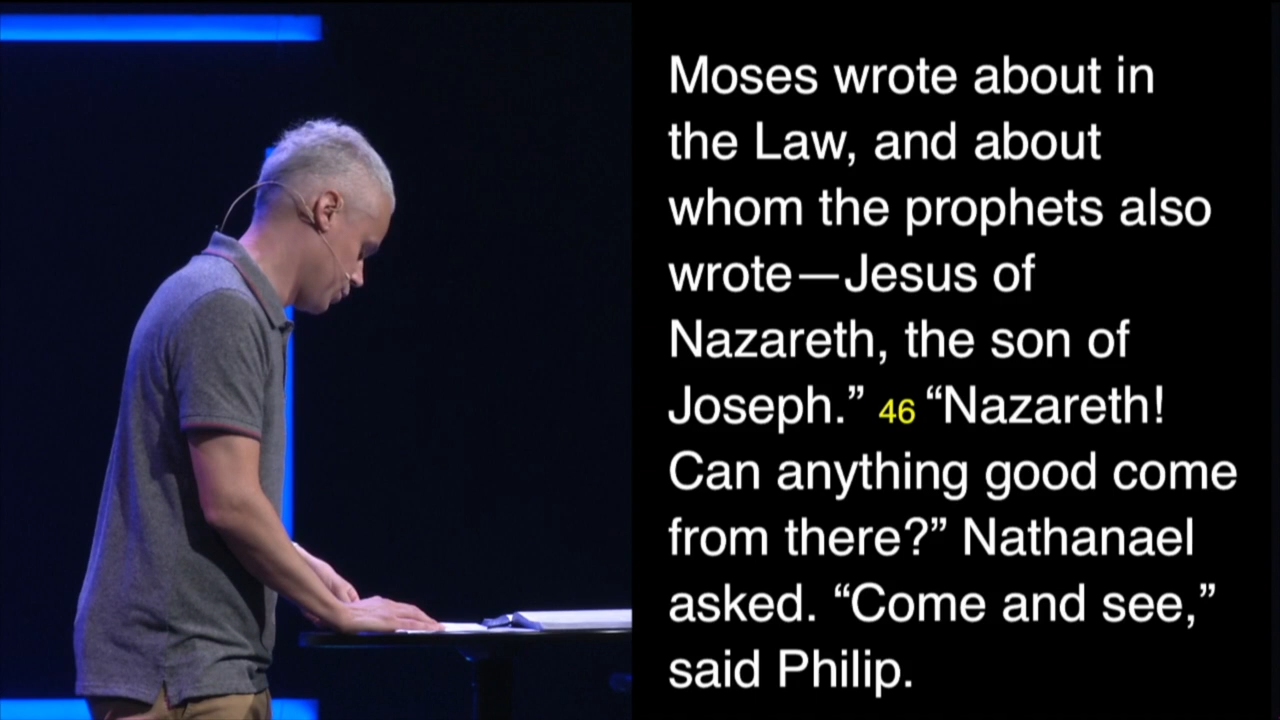 Moses wrote about in
the Law, and about
whom the prophets also
wrote—Jesus of
Nazareth, the son of
Joseph.” 46 “Nazareth!
Can anything good come
from there?” Nathanael
asked. “Come and see,”
said Philip.